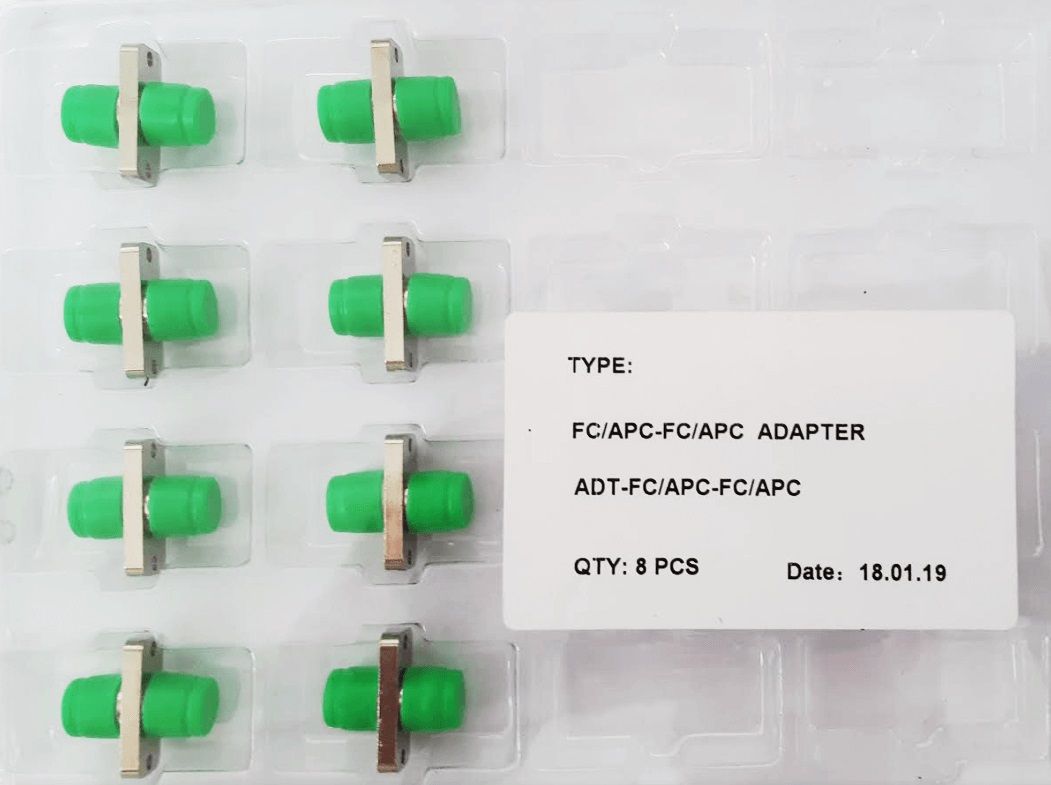 TYPE:
FC/APC-FC/APC ADAPTER
ADT-FC/APC-FC/APC
QTY: 8 PCS Date: 18.01.19